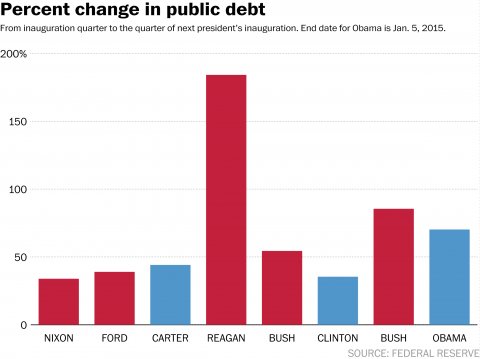 Percent change in public debt
From inauguration quarter to the quarter of next president's inauguration. End date for Obama is Jan. 5, 2015.
200%
150
100
50
0
NIXON FORD CARTER REAGAN BUSH CLINTON BUSH OBAMA
SOURCE: FEDERAL RESERVE